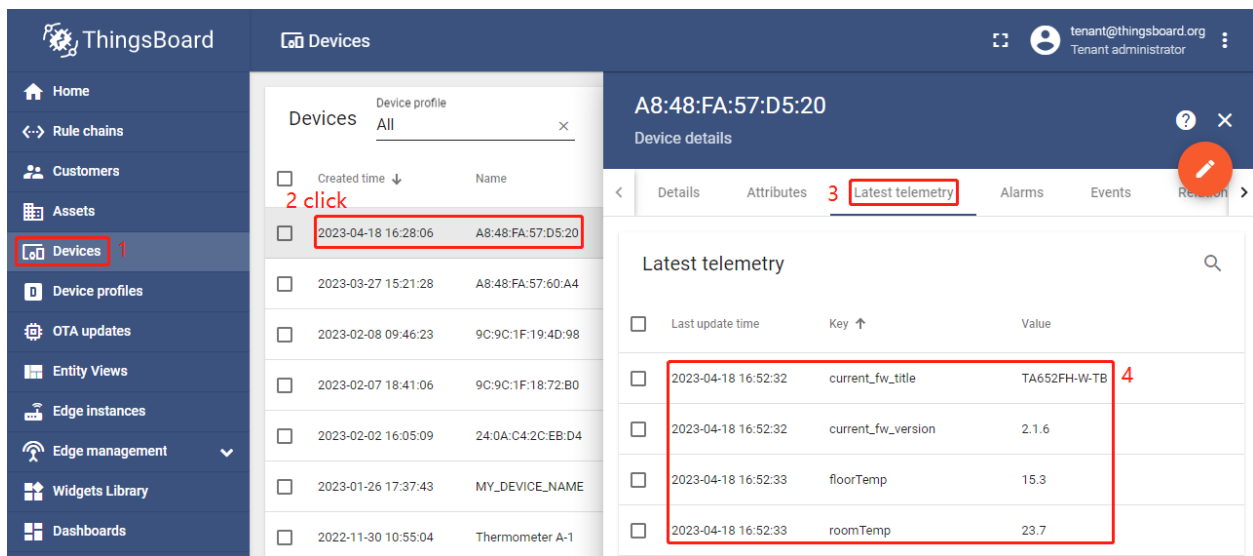 ThingsBoard
Devices
tenant@thingsboard.org
Tenant administrator
Home
Rule chains
Customers
Assets
Devices 1
Device profiles
OTA updates
Entity Views
Edge instances
Edge management
Widgets Library
Dashboards
Devices
Device profile
All
Created time Name
2 click
2023-04-18 16:28:06 A8:48:FA:57:D5:20
2023-03-27 15:21:28 A8:48:FA:57:60:A4
2023-02-08 09:46:23 9C:9C:1F:19:4D:98
2023-02-07 18:41:06 9C:9C:1F:18:72:B0
2023-02-02 16:05:09 24:0A:C4:2C:EB:D4
2023-01-26 17:37:43 MY_DEVICE_NAME
2022-11-30 10:55:04 Thermometer A-1
A8:48:FA:57:D5:20
Device details
Details Attributes 3 Latest telemetry Alarms Events
Latest telemetry
Last update time Key Value
2023-04-18 16:52:32 current_fw_title TA652FH-W-TB 4
2023-04-18 16:52:32 current_fw_version 2.1.6
2023-04-18 16:52:33 floorTemp 15.3
2023-04-18 16:52:33 roomTemp 23.7